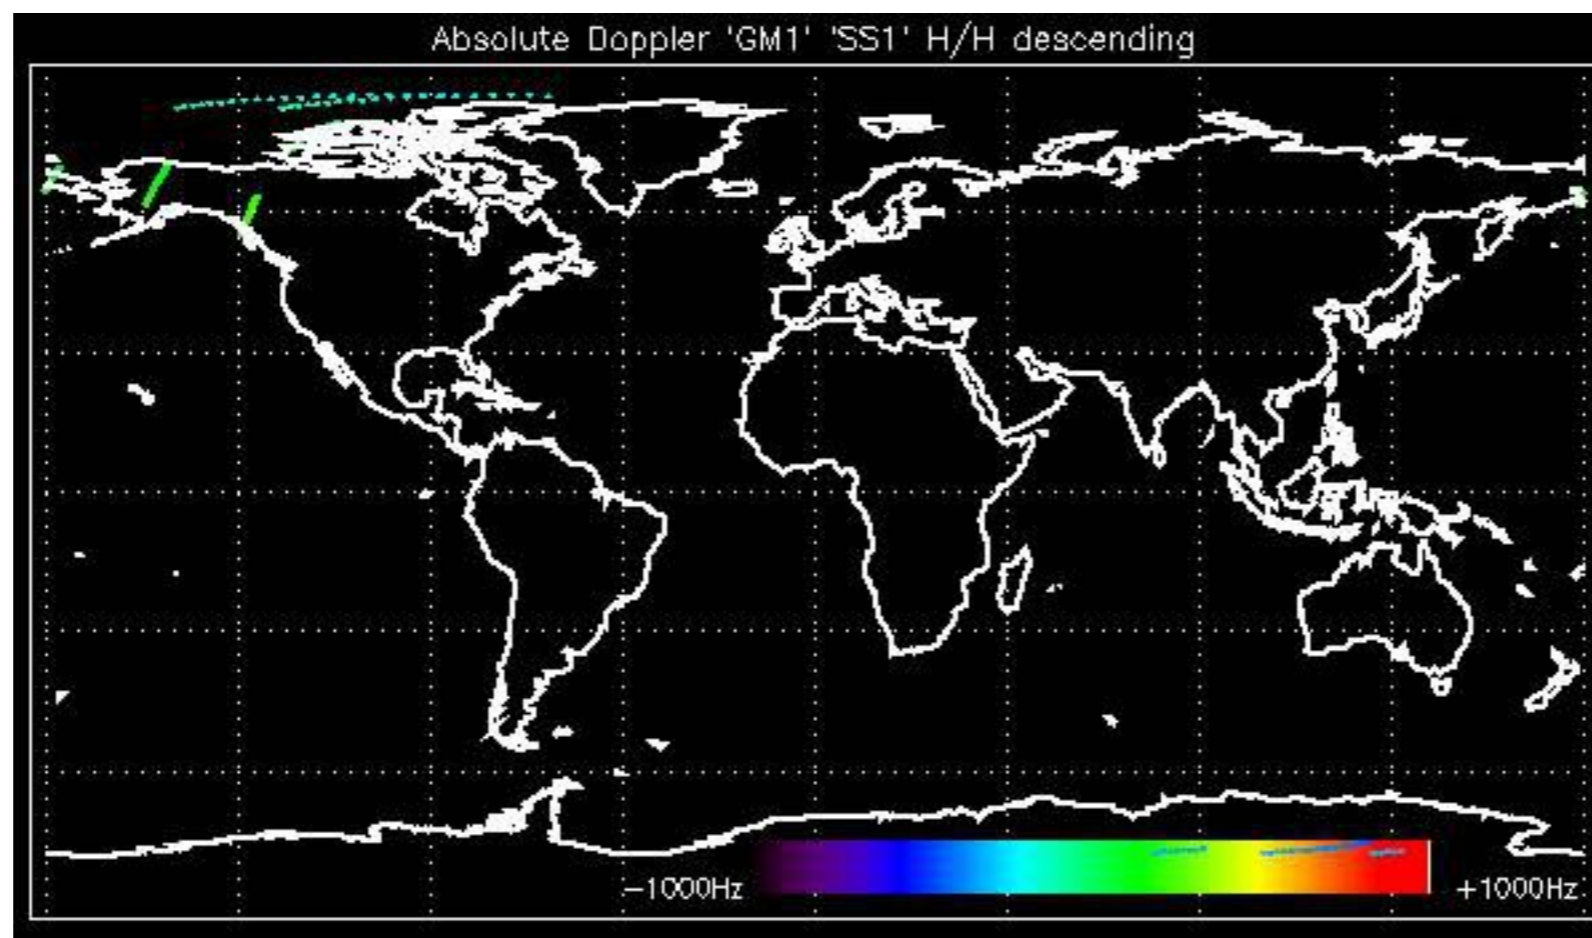 Absolute Doppler 'GM1' 'SS1' H/H descending
-1000Hz
+1000Hz